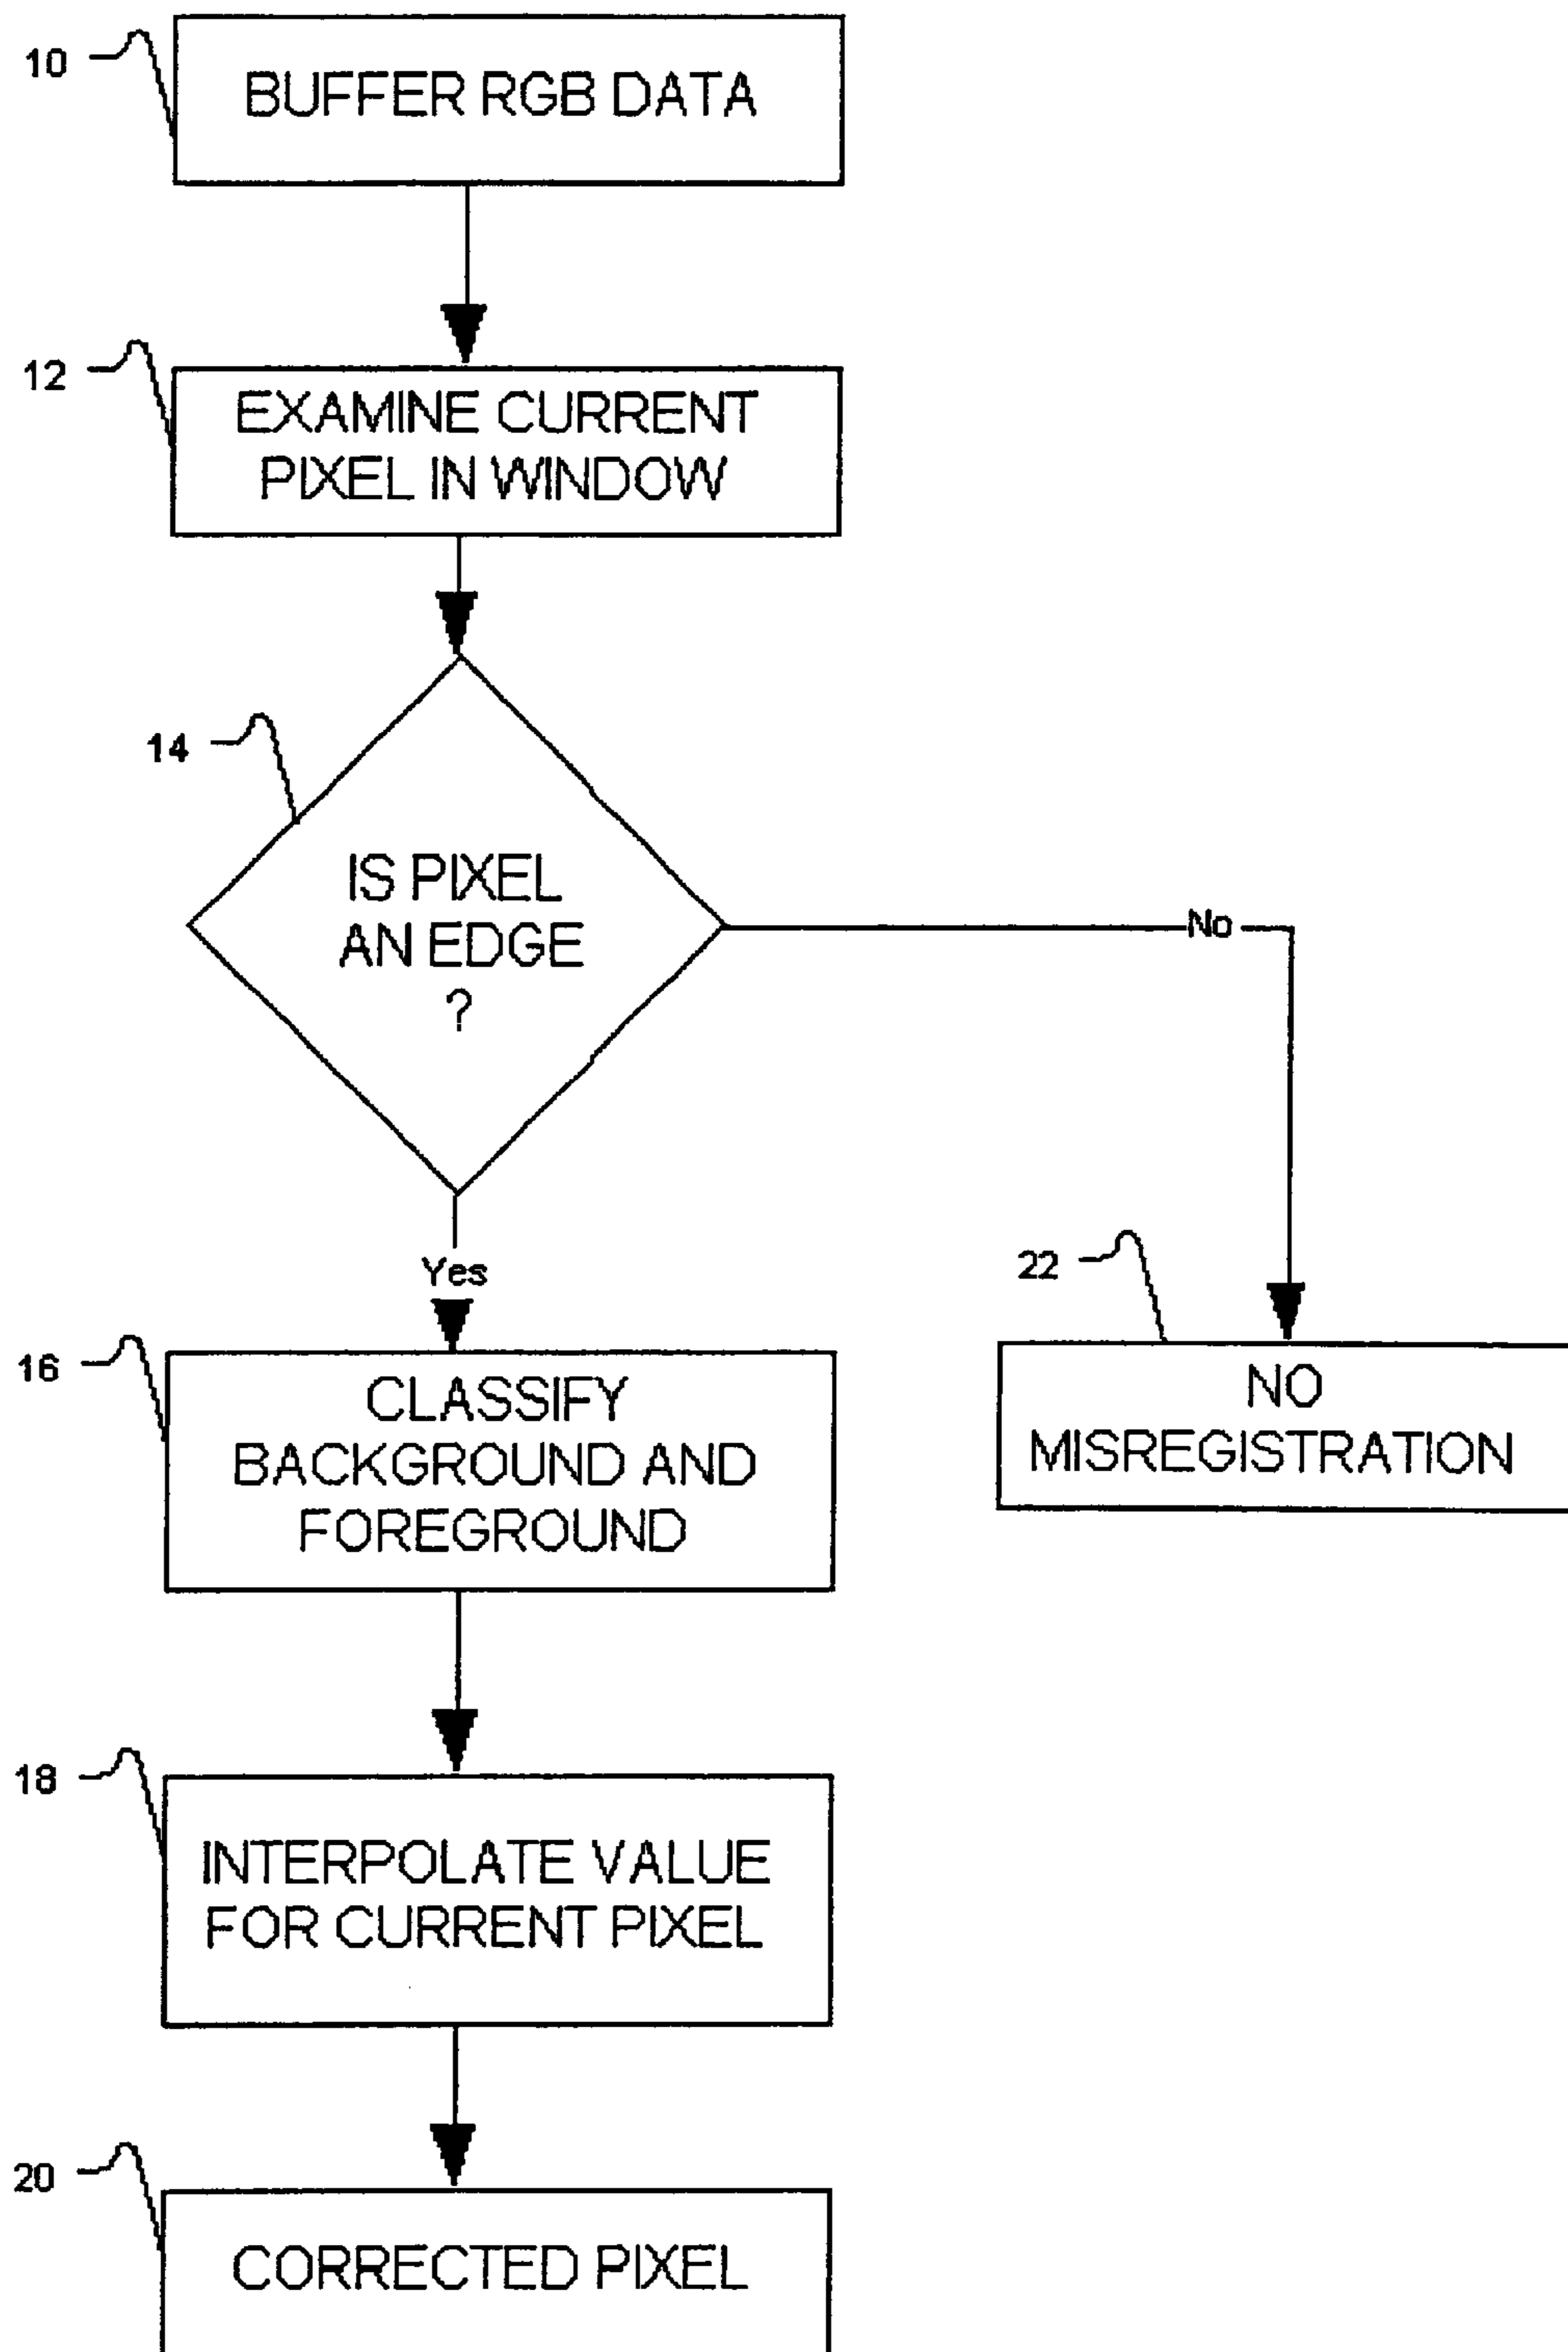 10
BUFFER RGB DATA
12
EXAMINE CURRENT
PIXEL IN WINDOW
14
IS PIXEL
AN EDGE
?
No
Yes
22
16
CLASSIFY
BACKGROUND AND
FOREGROUND
NO
MISREGISTRATION
18
INTERPOLATE VALUE
FOR CURRENT PIXEL
20
CORRECTED PIXEL